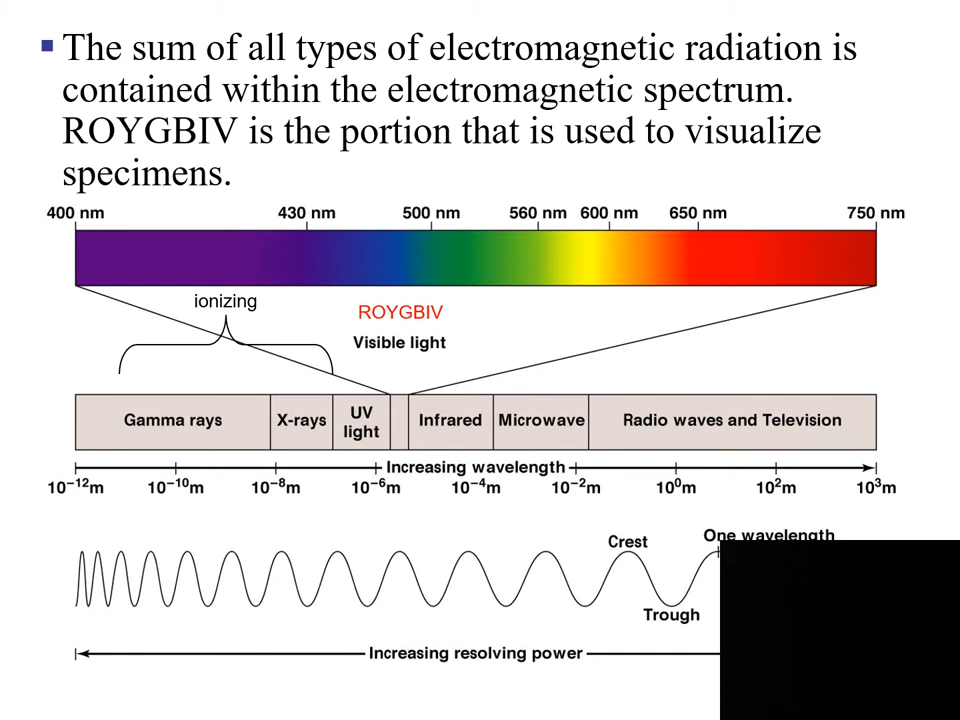 The sum of all types of electromagnetic radiation is
contained within the electromagnetic spectrum.
ROYGBIV is the portion that is used to visualize
specimens.
400 nm 430 nm 500 nm 560 nm 600 nm 650 nm 750 nm
ionizing
ROYGBIV
Visible light
Gamma rays X-rays UV light Infrared Microwave Radio waves and Television
Increasing wavelength
10⁻¹²m 10⁻¹⁰m 10⁻⁸m 10⁻⁶m 10⁻⁴m 10⁻²m 10⁰m 10²m 10³m
Crest One wavelength
Trough
Increasing resolving power